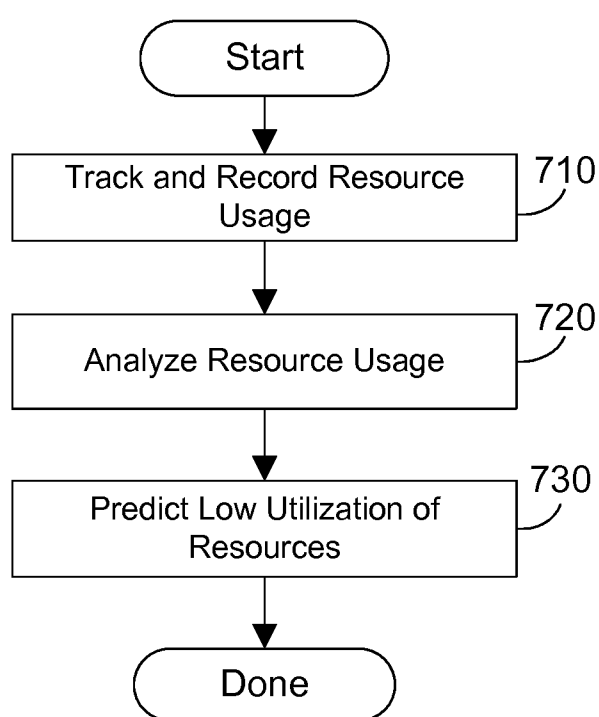 Start
Track and Record Resource
Usage
710
Analyze Resource Usage
720
Predict Low Utilization of
Resources
730
Done